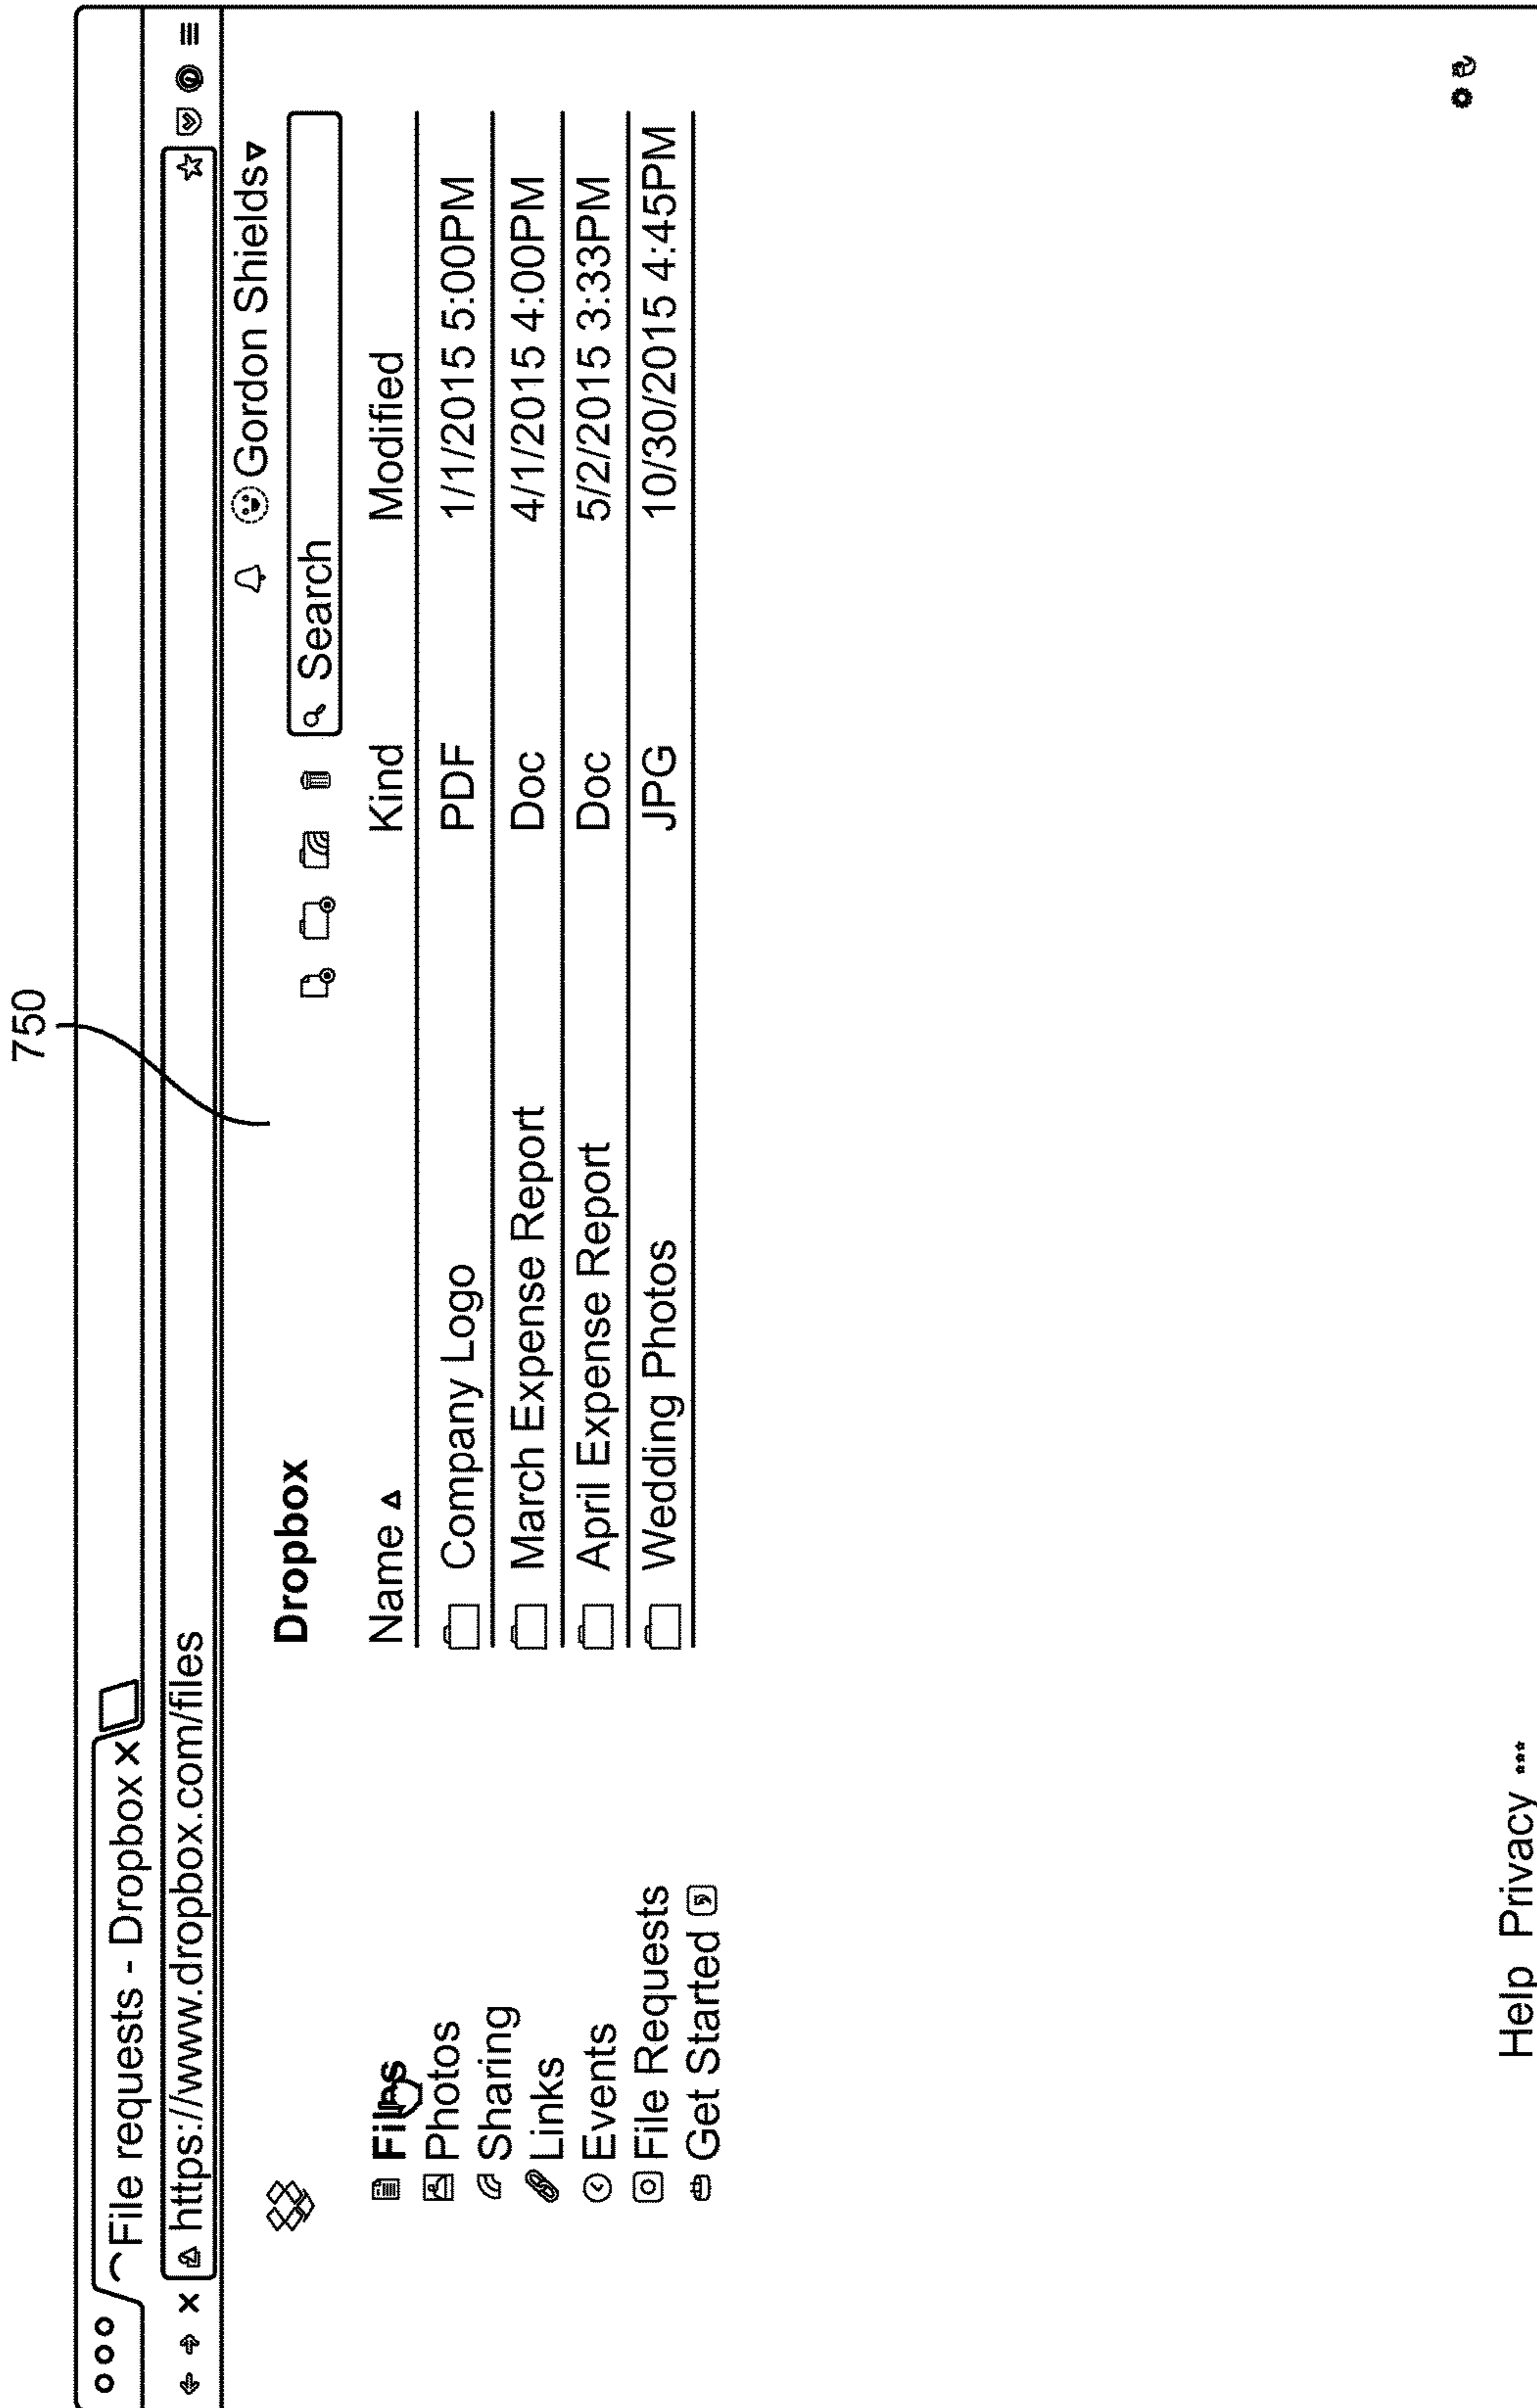 750
File requests - Dropbox x
https://www.dropbox.com/files
Gordon Shields
Dropbox
Search
Name Kind Modified
Company Logo PDF 1/1/2015 5:00PM
March Expense Report Doc 4/1/2015 4:00PM
April Expense Report Doc 5/2/2015 3:33PM
Wedding Photos JPG 10/30/2015 4:45PM
Files
Photos
Sharing
Links
Events
File Requests
Get Started
Help Privacy